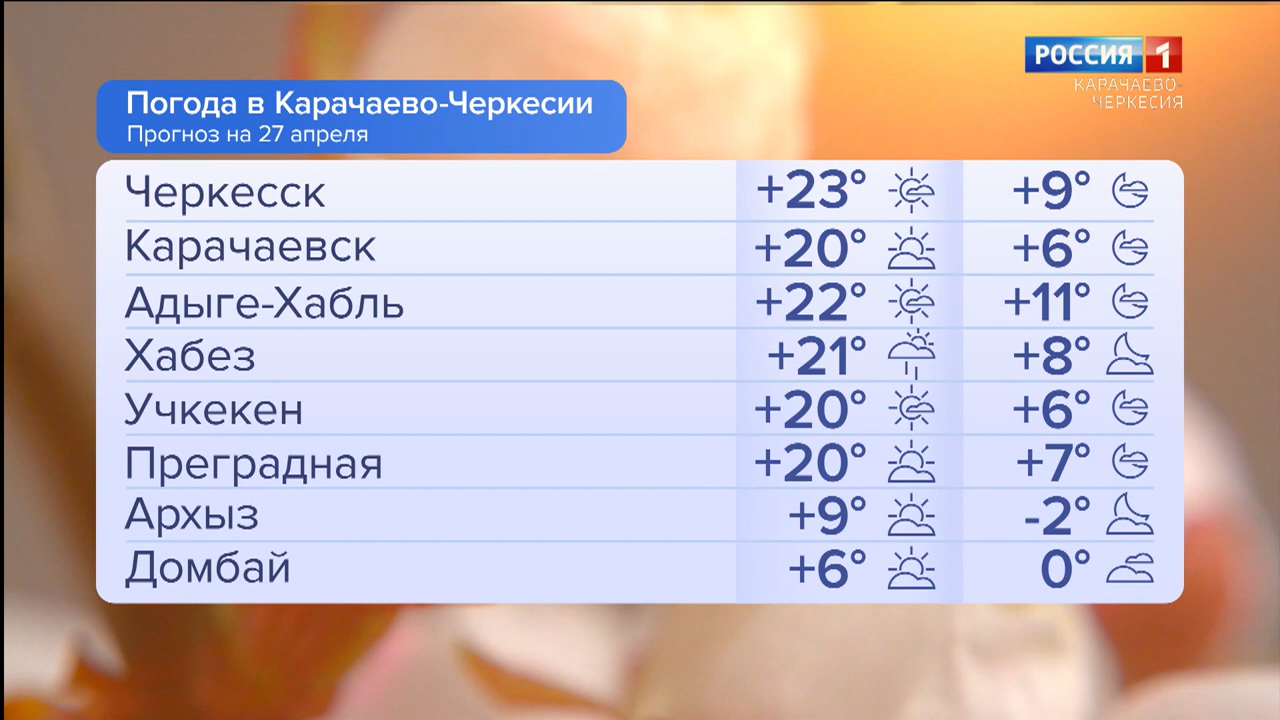 РОССИЯ 1
КАРАЧАЕВО-
ЧЕРКЕСИЯ
Погода в Карачаево-Черкесии
Прогноз на 27 апреля
Черкесск +23° +9°
Карачаевск +20° +6°
Адыге-Хабль +22° +11°
Хабез +21° +8°
Учкекен +20° +6°
Преградная +20° +7°
Архыз +9° -2°
Домбай +6° 0°